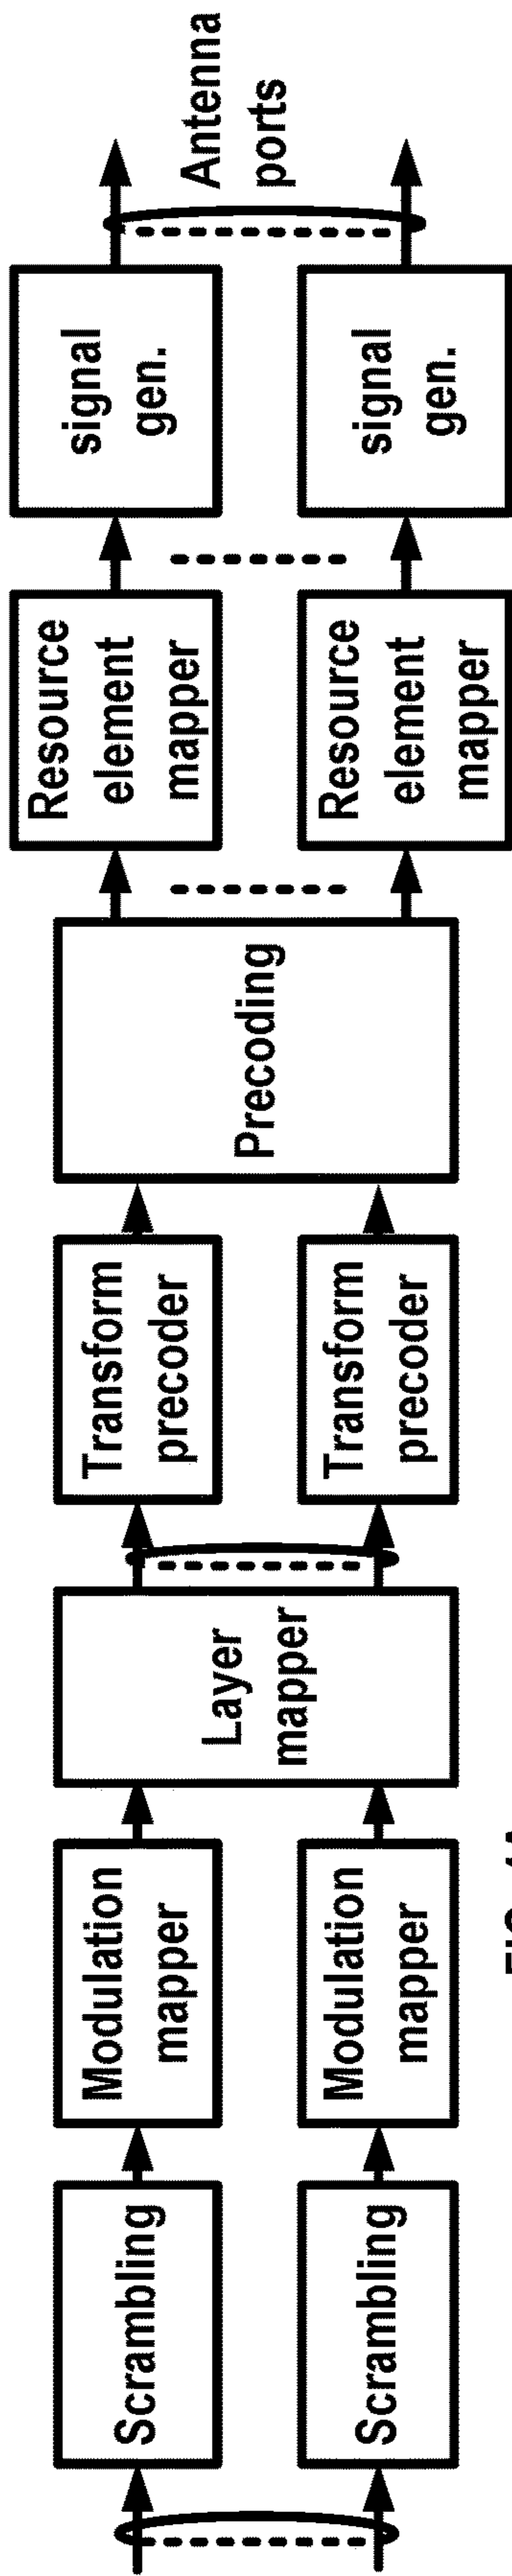 Scrambling
Scrambling
Modulation
mapper
Modulation
mapper
Layer
mapper
Transform
precoder
Transform
precoder
Precoding
Resource
element
mapper
Resource
element
mapper
signal
gen.
signal
gen.
Antenna
ports